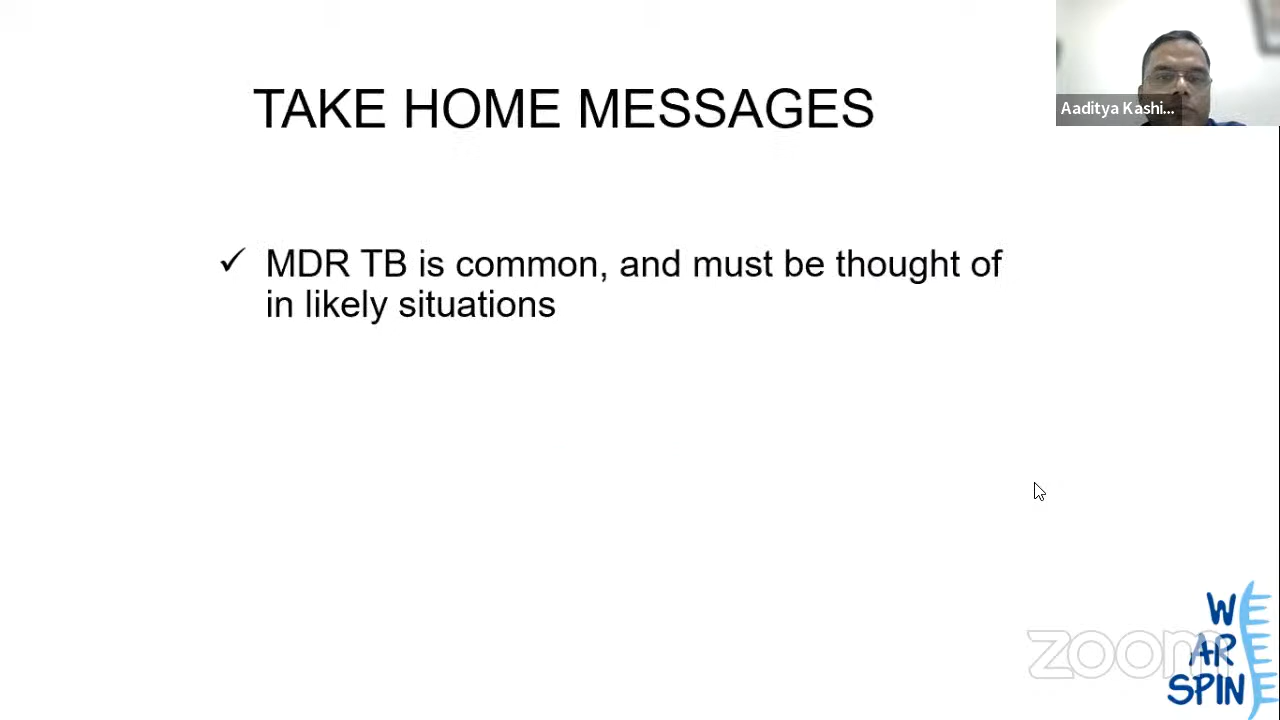 TAKE HOME MESSAGES
Aaditya Kashi...
✓ MDR TB is common, and must be thought of
in likely situations
zoom
W
AR
SPIN